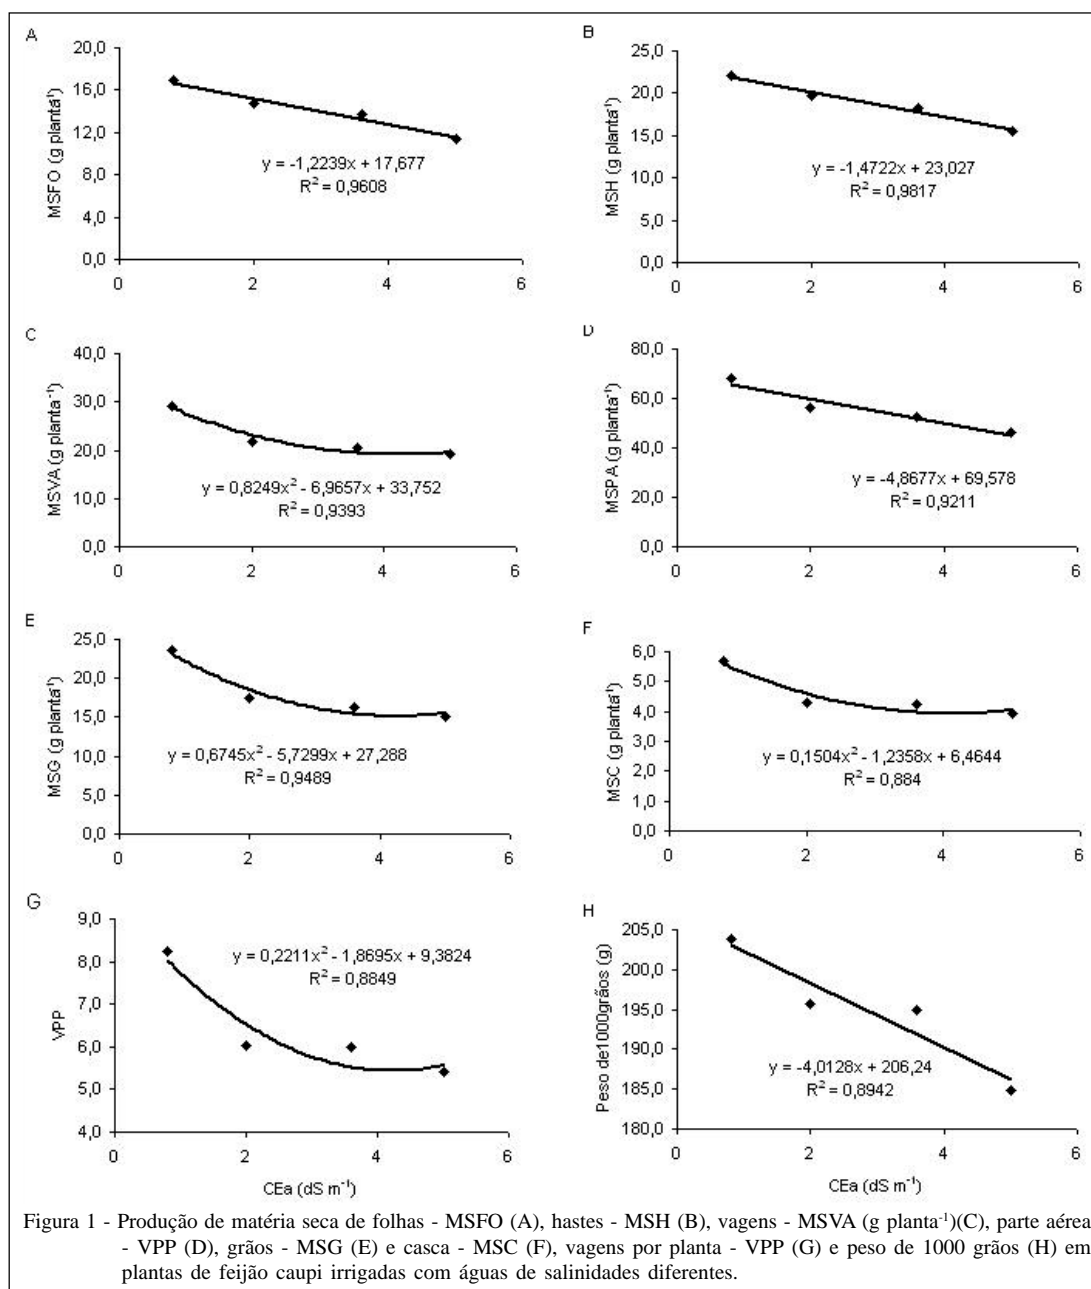 A
20,0
16,0
12,0
8,0
4,0
0,0
MSFO (g planta⁻¹)
y = -1,2239x + 17,677
R² = 0,9608
0 2 4 6
B
25,0
20,0
15,0
10,0
5,0
0,0
MSH (g planta⁻¹)
y = -1,4722x + 23,027
R² = 0,9817
0 2 4 6
C
40,0
30,0
20,0
10,0
0,0
MSVA (g planta⁻¹)
y = 0,8249x² - 6,9657x + 33,752
R² = 0,9393
0 2 4 6
D
80,0
60,0
40,0
20,0
0,0
MSPA (g planta⁻¹)
y = -4,8677x + 69,578
R² = 0,9211
0 2 4 6
E
25,0
20,0
15,0
10,0
5,0
0,0
MSG (g planta⁻¹)
y = 0,6745x² - 5,7299x + 27,288
R² = 0,9489
0 2 4 6
F
6,0
5,0
4,0
3,0
2,0
1,0
0,0
MSC (g planta⁻¹)
y = 0,1504x² - 1,2358x + 6,4644
R² = 0,884
0 2 4 6
G
9,0
8,0
7,0
6,0
5,0
4,0
VPP
y = 0,2211x² - 1,8695x + 9,3824
R² = 0,8849
0 2 4 6
CEa (dS m⁻¹)
H
205,0
200,0
195,0
190,0
185,0
180,0
Peso de1000grãos (g)
y = -4,0128x + 206,24
R² = 0,8942
0 2 4 6
CEa (dS m⁻¹)
Figura 1 - Produção de matéria seca de folhas - MSFO (A), hastes - MSH (B), vagens - MSVA (g planta⁻¹)(C), parte aérea
- VPP (D), grãos - MSG (E) e casca - MSC (F), vagens por planta - VPP (G) e peso de 1000 grãos (H) em
plantas de feijão caupi irrigadas com águas de salinidades diferentes.